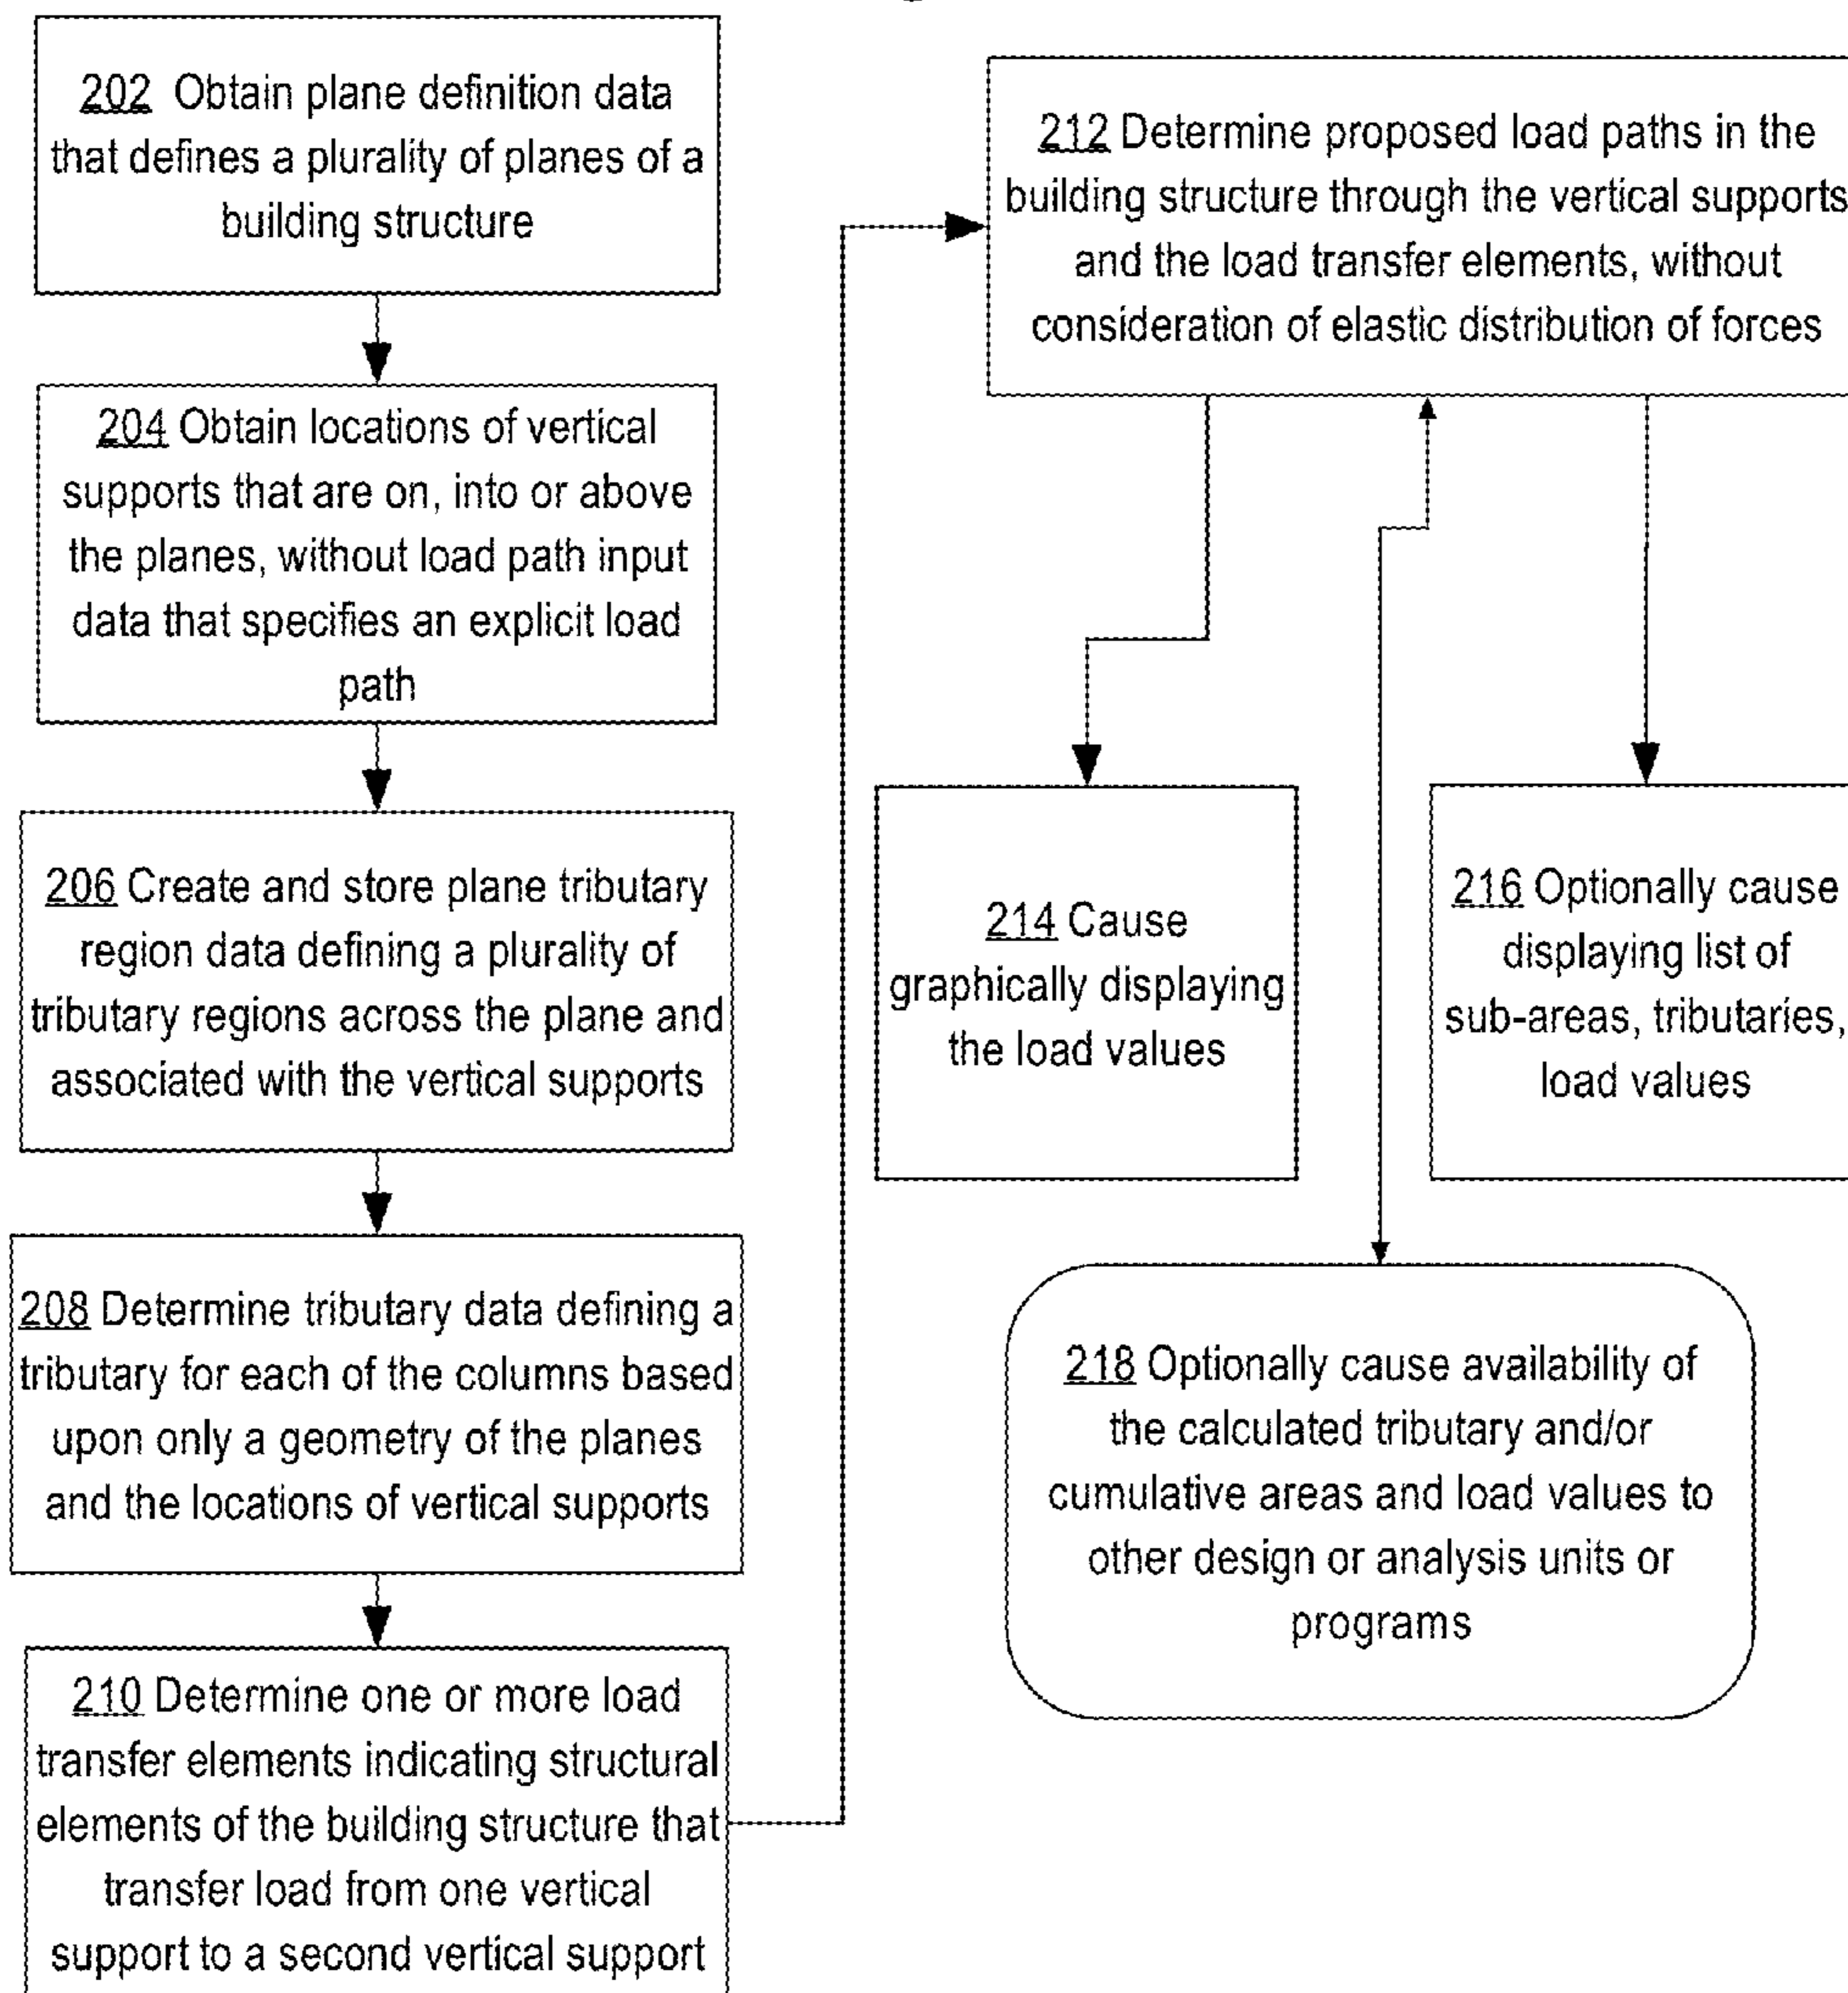 202 Obtain plane definition data
that defines a plurality of planes of a
building structure
204 Obtain locations of vertical
supports that are on, into or above
the planes, without load path input
data that specifies an explicit load
path
206 Create and store plane tributary
region data defining a plurality of
tributary regions across the plane and
associated with the vertical supports
208 Determine tributary data defining a
tributary for each of the columns based
upon only a geometry of the planes
and the locations of vertical supports
210 Determine one or more load
transfer elements indicating structural
elements of the building structure that
transfer load from one vertical
support to a second vertical support
212 Determine proposed load paths in the
building structure through the vertical supports
and the load transfer elements, without
consideration of elastic distribution of forces
214 Cause
graphically displaying
the load values
216 Optionally cause
displaying list of
sub-areas, tributaries,
load values
218 Optionally cause availability of
the calculated tributary and/or
cumulative areas and load values to
other design or analysis units or
programs